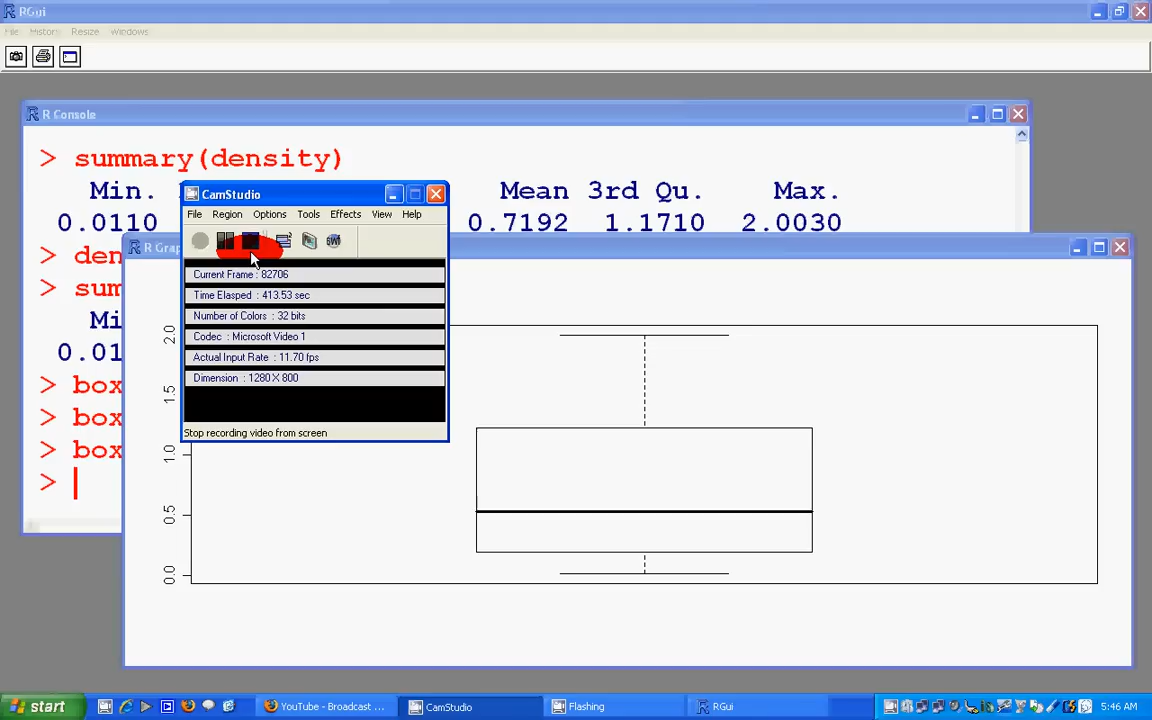 RGui
File History Resize Windows
R Console
> summary(density)
Min. Mean 3rd Qu. Max.
0.0110 0.7192 1.1710 2.0030
> den
> sum
Mi
0.01
> box
> box
> box
>
CamStudio
File Region Options Tools Effects View Help
Current Frame : 82706
Time Elasped : 413.53 sec
Number of Colors : 32 bits
Codec : Microsoft Video 1
Actual Input Rate : 11.70 fps
Dimension : 1280 X 800
Stop recording video from screen
R Grap
2.0
1.5
1.0
0.5
0.0
start
YouTube - Broadcast ...
CamStudio
Flashing
RGui
5:46 AM